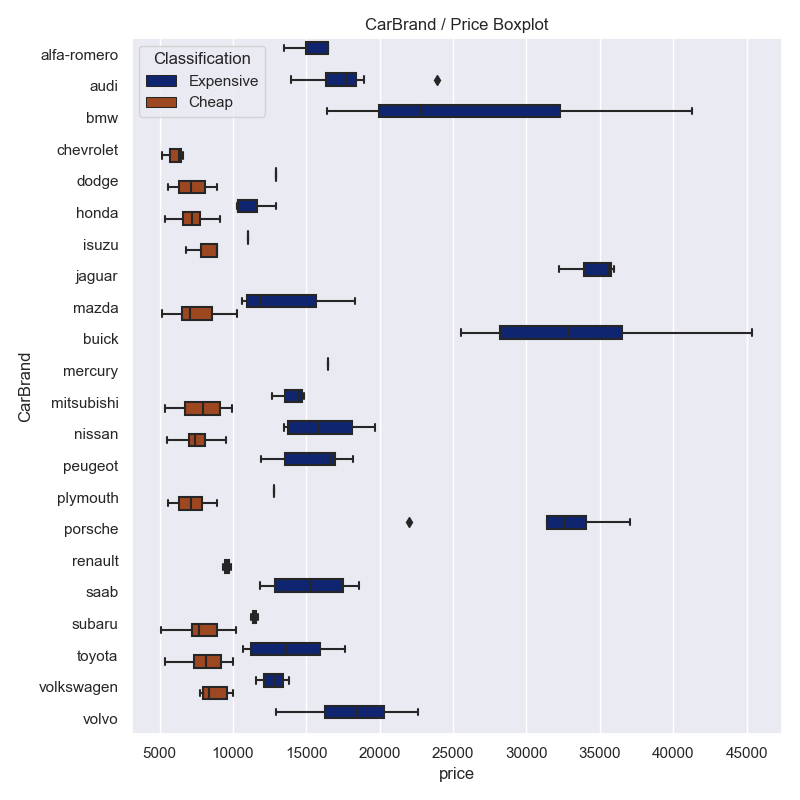 CarBrand / Price Boxplot
Classification
Expensive
Cheap
CarBrand
alfa-romero
audi
bmw
chevrolet
dodge
honda
isuzu
jaguar
mazda
buick
mercury
mitsubishi
nissan
peugeot
plymouth
porsche
renault
saab
subaru
toyota
volkswagen
volvo
5000 10000 15000 20000 25000 30000 35000 40000 45000
price